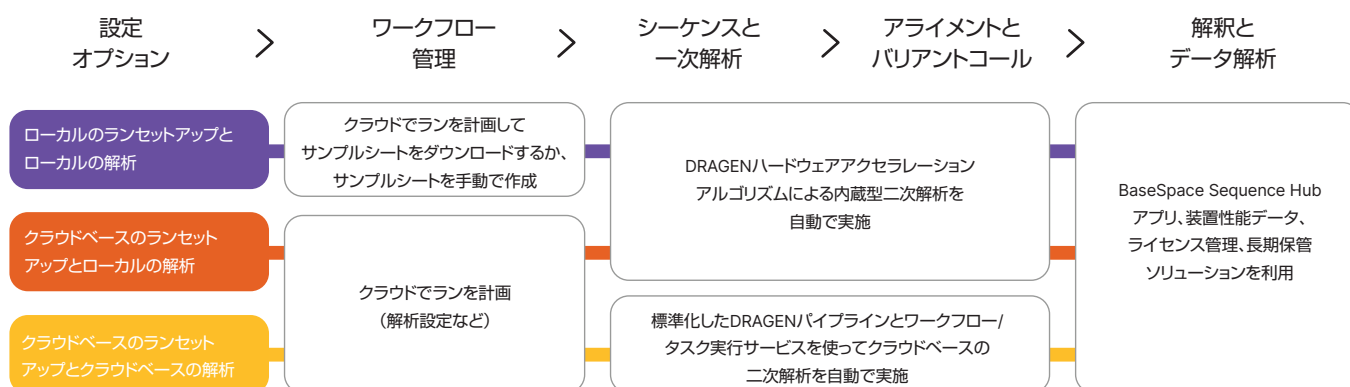 設定
オプション
ワークフロー
管理
シーケンスと
一次解析
アライメントと
バリアントコール
解釈と
データ解析
ローカルのランセットアップと
ローカルの解析
クラウドでランを計画して
サンプルシートをダウンロードするか、
サンプルシートを手動で作成
DRAGENハードウェアアクセラレーション
アルゴリズムによる内蔵型二次解析を
自動で実施
BaseSpace Sequence Hub
アプリ、装置性能データ、
ライセンス管理、長期保管
ソリューションを利用
クラウドベースのランセット
アップとローカルの解析
クラウドでランを計画
（解析設定など）
クラウドベースのランセット
アップとクラウドベースの解析
標準化したDRAGENパイプラインとワークフロー/
タスク実行サービスを使ってクラウドベースの
二次解析を自動で実施